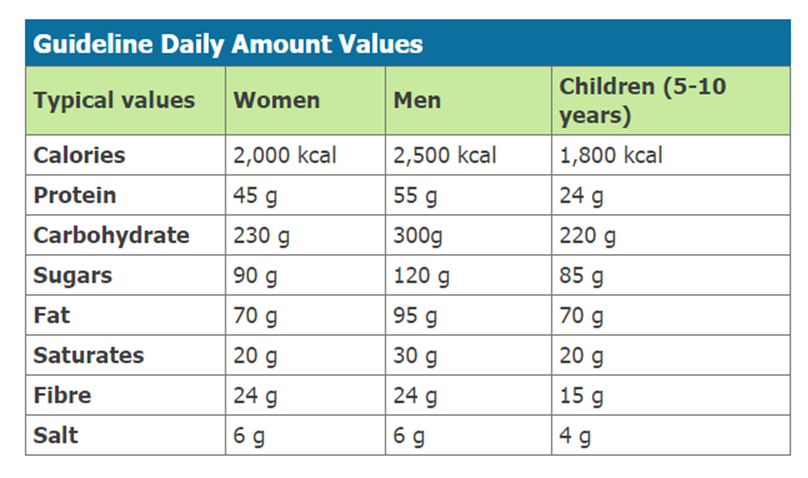 Guideline Daily Amount Values
Typical values Women Men Children (5-10 years)
Calories 2,000 kcal 2,500 kcal 1,800 kcal
Protein 45 g 55 g 24 g
Carbohydrate 230 g 300g 220 g
Sugars 90 g 120 g 85 g
Fat 70 g 95 g 70 g
Saturates 20 g 30 g 20 g
Fibre 24 g 24 g 15 g
Salt 6 g 6 g 4 g